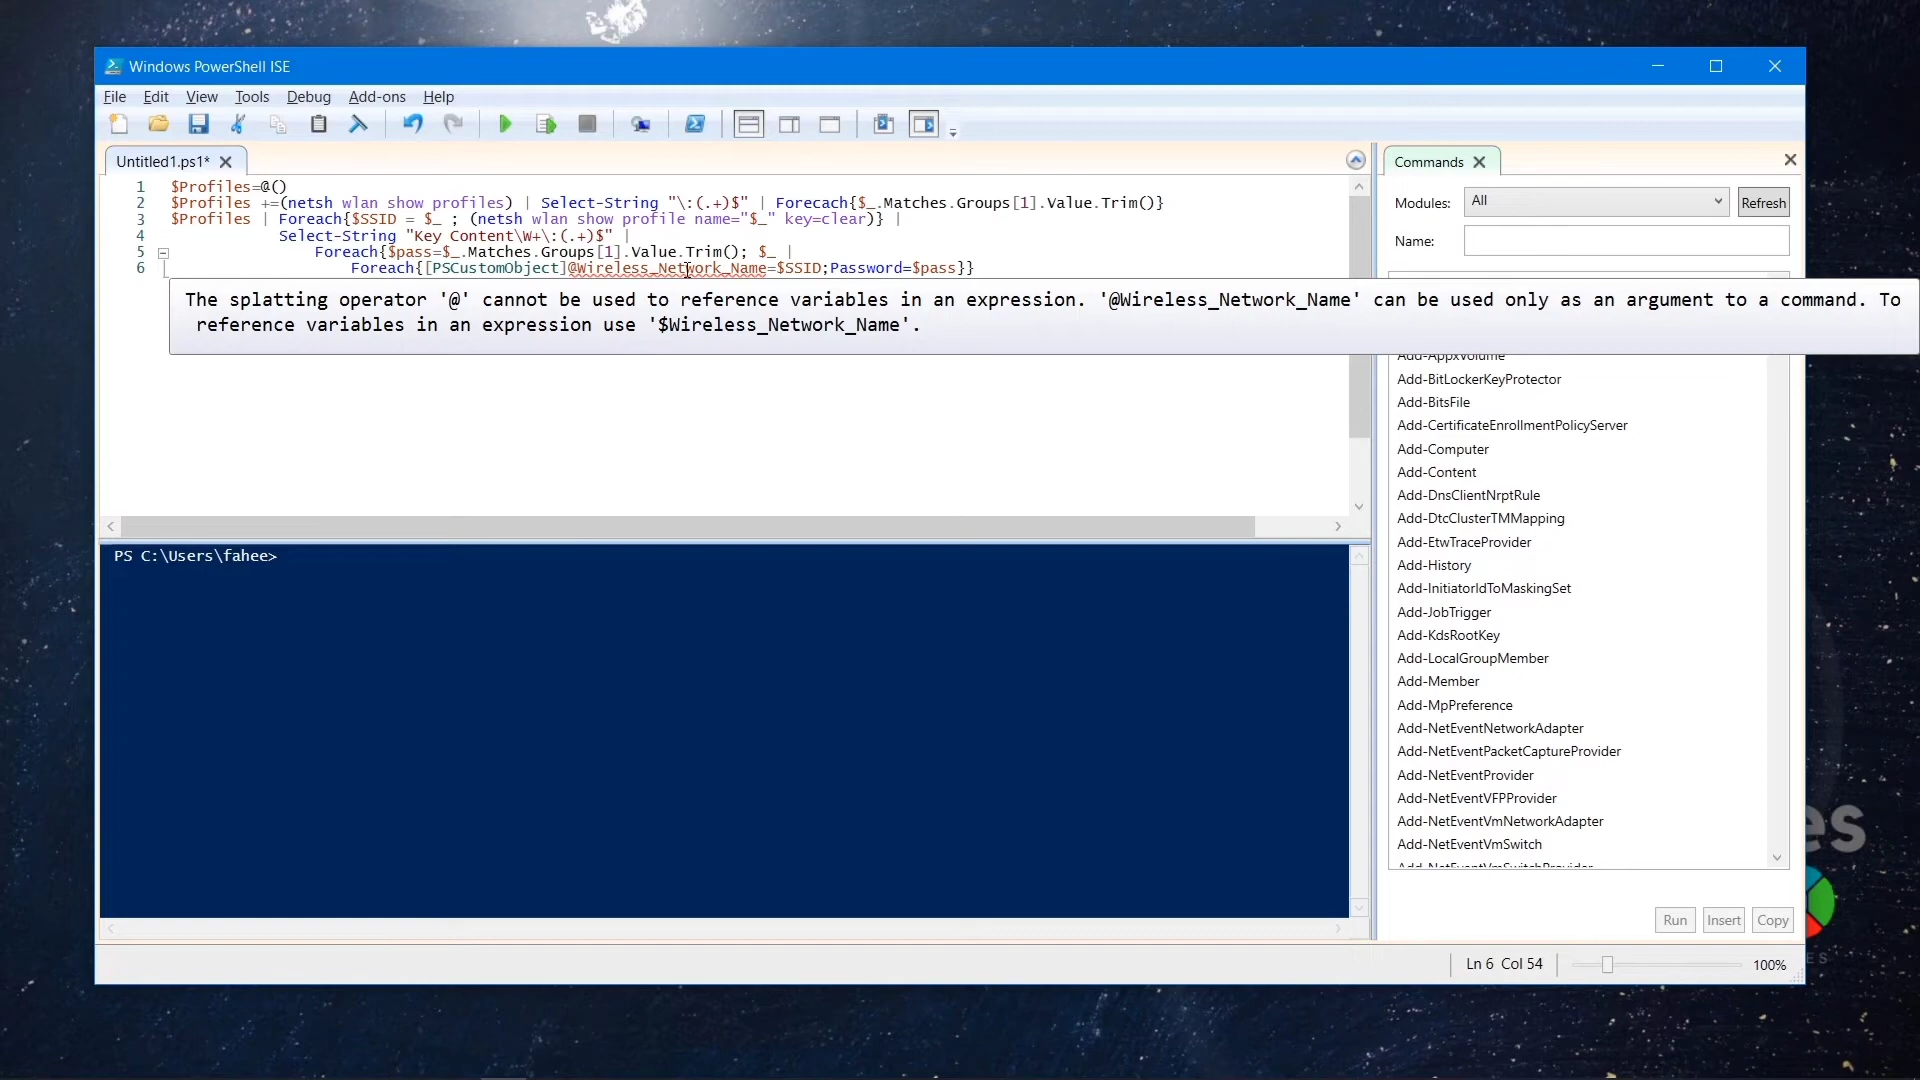 Windows PowerShell ISE
File Edit View Tools Debug Add-ons Help
Untitled1.ps1*
1 $Profiles=@()
2 $Profiles +=(netsh wlan show profiles) | Select-String "\:(.+)$" | Forecach{$_.Matches.Groups[1].Value.Trim()}
3 $Profiles | Foreach{$SSID = $_ ; (netsh wlan show profile name="$_" key=clear)} |
4 Select-String "Key Content\W+\:(.+)$" |
5 Foreach{$pass=$_.Matches.Groups[1].Value.Trim(); $_ |
6 Foreach{[PSCustomObject]@Wireless_Network_Name=$SSID;Password=$pass}}
The splatting operator '@' cannot be used to reference variables in an expression. '@Wireless_Network_Name' can be used only as an argument to a command. To
reference variables in an expression use '$Wireless_Network_Name'.
PS C:\Users\fahee>
Commands
Modules: All Refresh
Name:
Add-AppxVolume
Add-BitLockerKeyProtector
Add-BitsFile
Add-CertificateEnrollmentPolicyServer
Add-Computer
Add-Content
Add-DnsClientNrptRule
Add-DtcClusterTMMapping
Add-EtwTraceProvider
Add-History
Add-InitiatorIdToMaskingSet
Add-JobTrigger
Add-KdsRootKey
Add-LocalGroupMember
Add-Member
Add-MpPreference
Add-NetEventNetworkAdapter
Add-NetEventPacketCaptureProvider
Add-NetEventProvider
Add-NetEventVFPProvider
Add-NetEventVmNetworkAdapter
Add-NetEventVmSwitch
Add-NetEventVmSwitchProvider
Run Insert Copy
Ln 6 Col 54 100%
es
ES